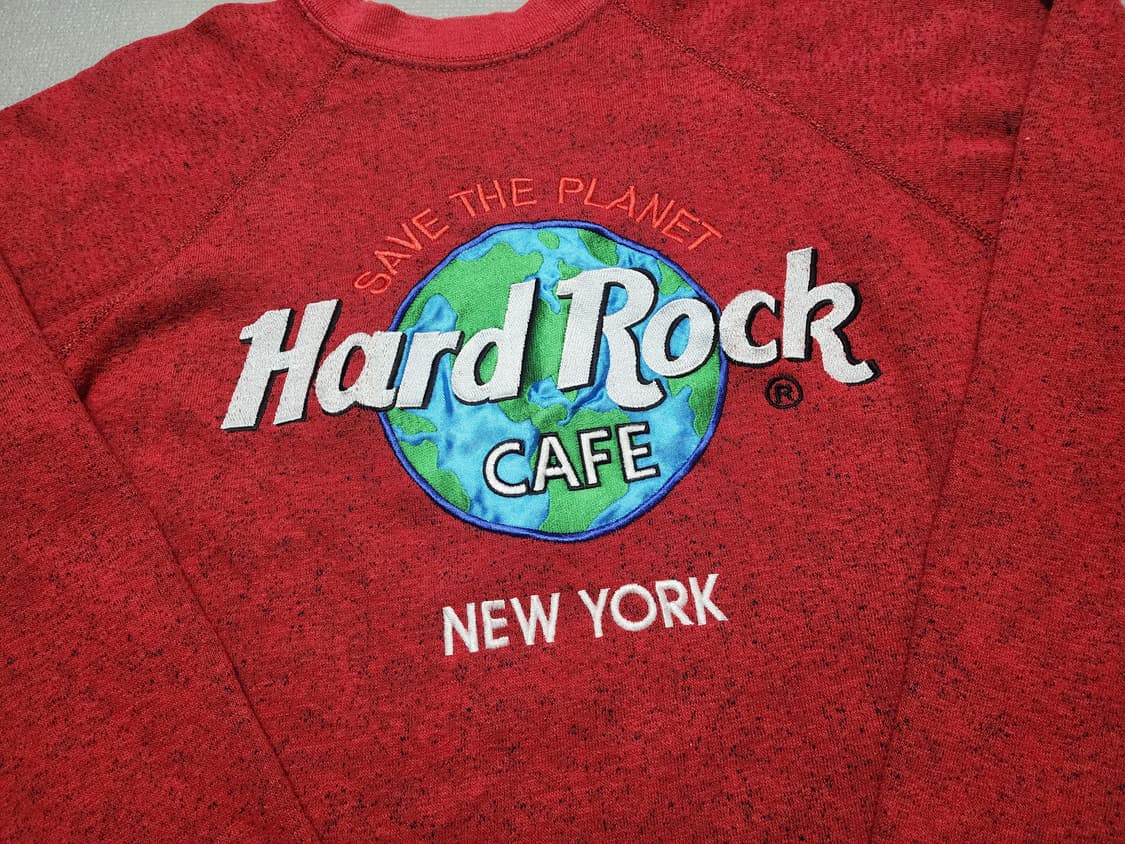 SAVE THE PLANET
Hard Rock
®
CAFE
NEW YORK